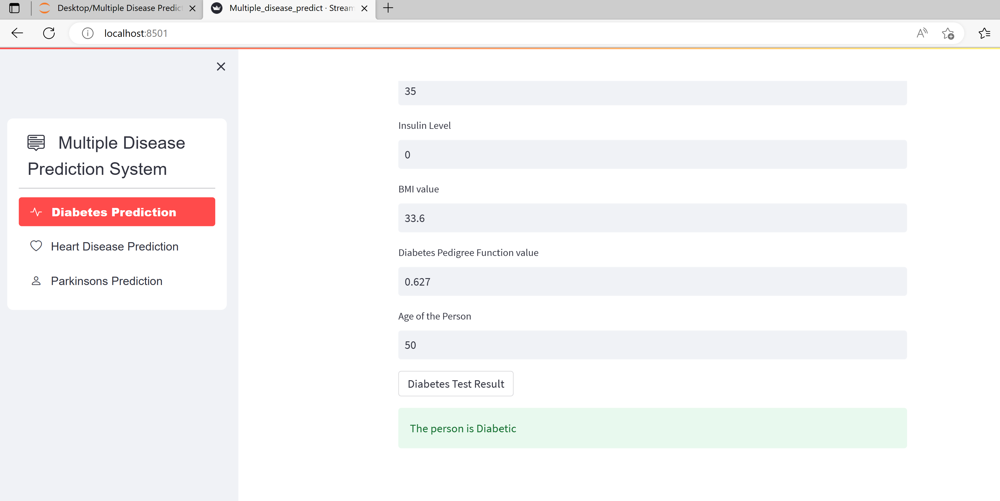 Desktop/Multiple Disease Predic
Multiple_disease_predict · Stream
localhost:8501
Multiple Disease
Prediction System
Diabetes Prediction
Heart Disease Prediction
Parkinsons Prediction
35
Insulin Level
0
BMI value
33.6
Diabetes Pedigree Function value
0.627
Age of the Person
50
Diabetes Test Result
The person is Diabetic